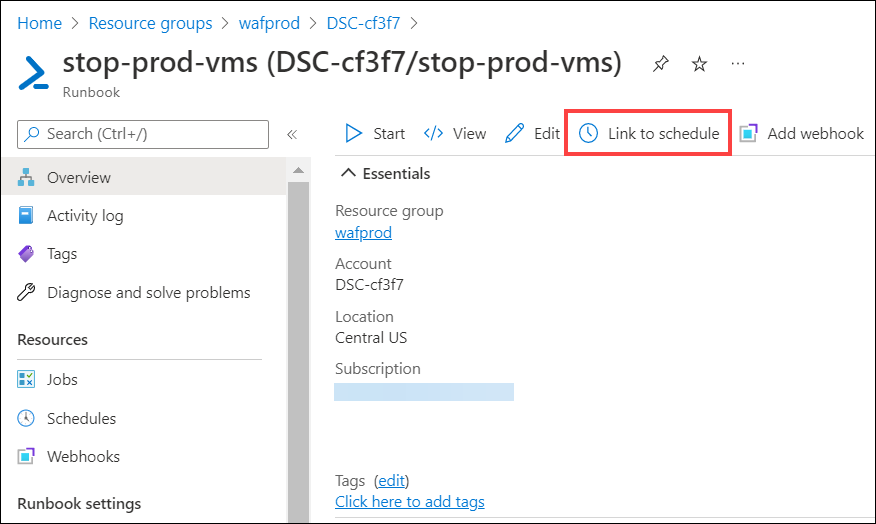 Home > Resource groups > wafprod > DSC-cf3f7 >
stop-prod-vms (DSC-cf3f7/stop-prod-vms)
Runbook
Search (Ctrl+/)
Overview
Activity log
Tags
Diagnose and solve problems
Resources
Jobs
Schedules
Webhooks
Runbook settings
Start View Edit Link to schedule Add webhook
Essentials
Resource group
wafprod
Account
DSC-cf3f7
Location
Central US
Subscription
Tags (edit)
Click here to add tags